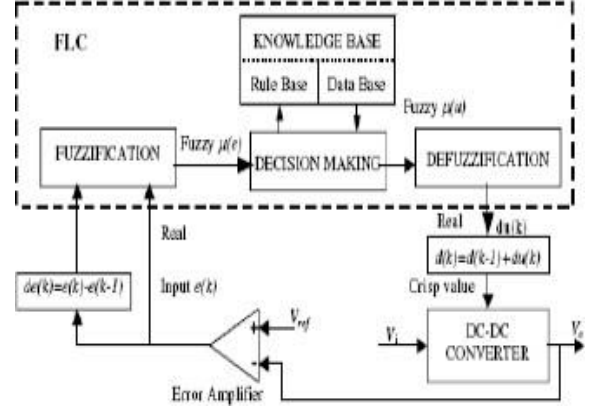 FLC
KNOWLEDGE BASE
Rule Base
Data Base
Fuzzy μ(u)
FUZZIFICATION
Fuzzy μ(e)
DECISION MAKING
DEFUZZIFICATION
Real
Real
du(k)
d(k)=d(k-1)+du(k)
de(k)=e(k)-e(k-1)
Input e(k)
Crisp value
Vref
+
-
Vi
DC-DC
CONVERTER
Vo
Error Amplifier